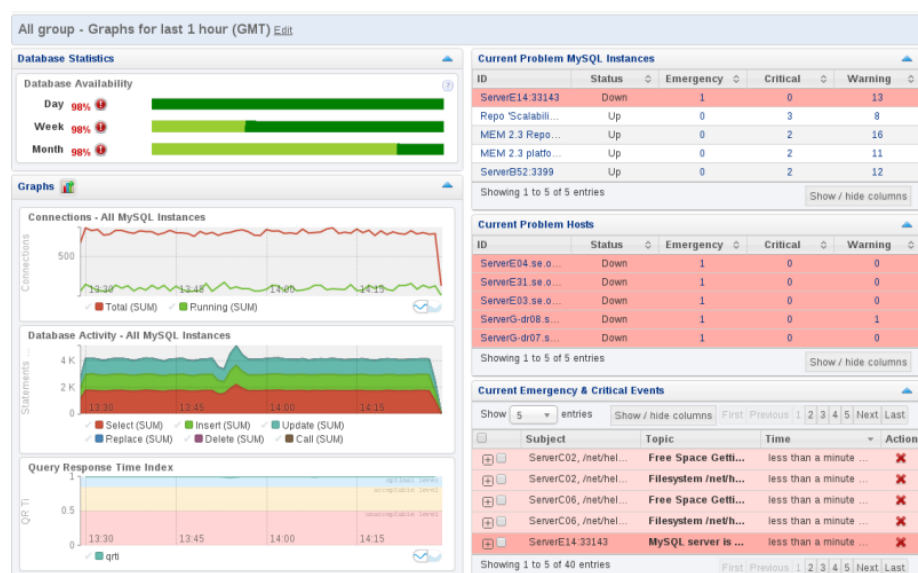 All group - Graphs for last 1 hour (GMT) Edit
Database Statistics
Database Availability
Day 98%
Week 98%
Month 98%
Graphs
Connections - All MySQL Instances
Connections
500
13:30 13:45 14:00 14:15
Total (SUM) Running (SUM)
Database Activity - All MySQL Instances
Statements ...
4 K
2 K
0
13:30 13:45 14:00 14:15
Select (SUM) Insert (SUM) Update (SUM)
Replace (SUM) Delete (SUM) Call (SUM)
Query Response Time Index
QR Ti
1
0.5
0
optimal level
acceptable level
unacceptable level
13:30 13:45 14:00 14:15
qrti
Current Problem MySQL Instances
ID Status Emergency Critical Warning
ServerE14:33143 Down 1 0 13
Repo 'Scalabili... Up 0 3 8
MEM 2.3 Repo... Up 0 2 16
MEM 2.3 platfo... Up 0 2 11
ServerB52:3399 Up 0 2 12
Showing 1 to 5 of 5 entries
Show / hide columns
Current Problem Hosts
ID Status Emergency Critical Warning
ServerE04.se.o... Down 1 0 0
ServerE31.se.o... Down 1 0 0
ServerE03.se.o... Down 1 0 0
ServerG-dr08.s... Down 1 0 1
ServerG-dr07.s... Down 1 0 0
Showing 1 to 5 of 5 entries
Show / hide columns
Current Emergency & Critical Events
Show 5 entries Show / hide columns First Previous 1 2 3 4 5 Next Last
Subject Topic Time Action
ServerC02, /net/hel... Free Space Getti... less than a minute ...
ServerC02, /net/hel... Filesystem /net/h... less than a minute ...
ServerC06, /net/hel... Free Space Getti... less than a minute ...
ServerC06, /net/hel... Filesystem /net/h... less than a minute ...
ServerE14:33143 MySQL server is ... less than a minute ...
Showing 1 to 5 of 40 entries First Previous 1 2 3 4 5 Next Last